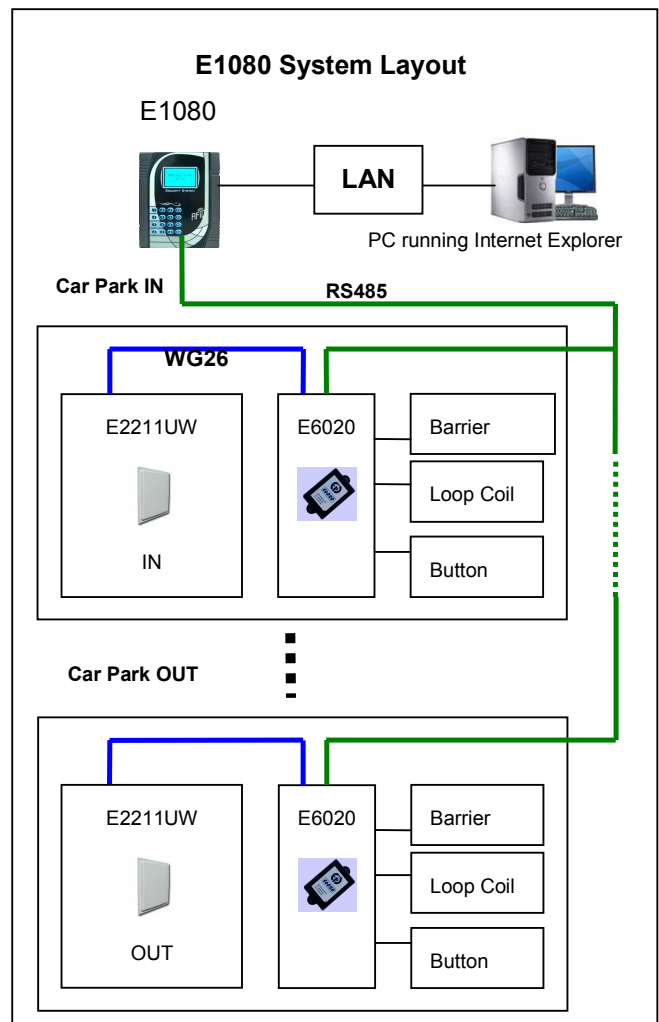 E1080 System Layout
E1080
LAN
PC running Internet Explorer
Car Park IN
RS485
WG26
E2211UW
IN
E6020
Barrier
Loop Coil
Button
Car Park OUT
E2211UW
OUT
E6020
Barrier
Loop Coil
Button